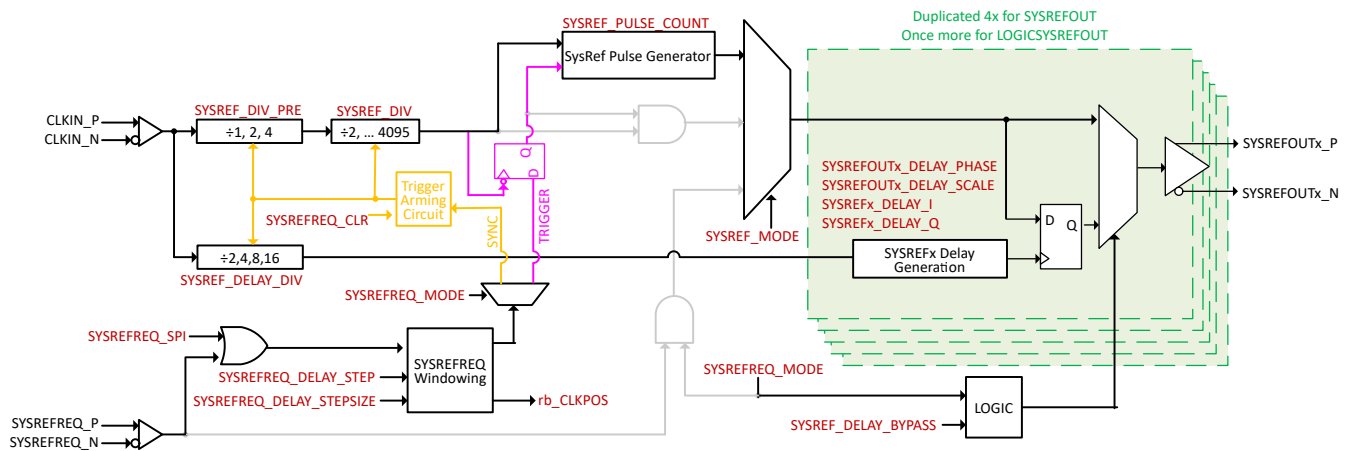 Duplicated 4x for SYSREFOUT
Once more for LOGICSYSREFOUT
SYSREF_PULSE_COUNT
SysRef Pulse Generator
SYSREF_DIV_PRE
÷1, 2, 4
SYSREF_DIV
÷2, ... 4095
CLKIN_P
CLKIN_N
Q
D
TRIGGER
Trigger
Arming
Circuit
SYSREFREQ_CLR
SYNC
÷2,4,8,16
SYSREF_DELAY_DIV
SYSREF_MODE
SYSREFOUTx_DELAY_PHASE
SYSREFOUTx_DELAY_SCALE
SYSREFx_DELAY_I
SYSREFx_DELAY_Q
SYSREFx Delay
Generation
D
Q
SYSREFOUTx_P
SYSREFOUTx_N
SYSREFREQ_MODE
SYSREFREQ_SPI
SYSREFREQ
Windowing
SYSREFREQ_DELAY_STEP
SYSREFREQ_DELAY_STEPSIZE
rb_CLKPOS
SYSREFREQ_P
SYSREFREQ_N
SYSREFREQ_MODE
LOGIC
SYSREF_DELAY_BYPASS